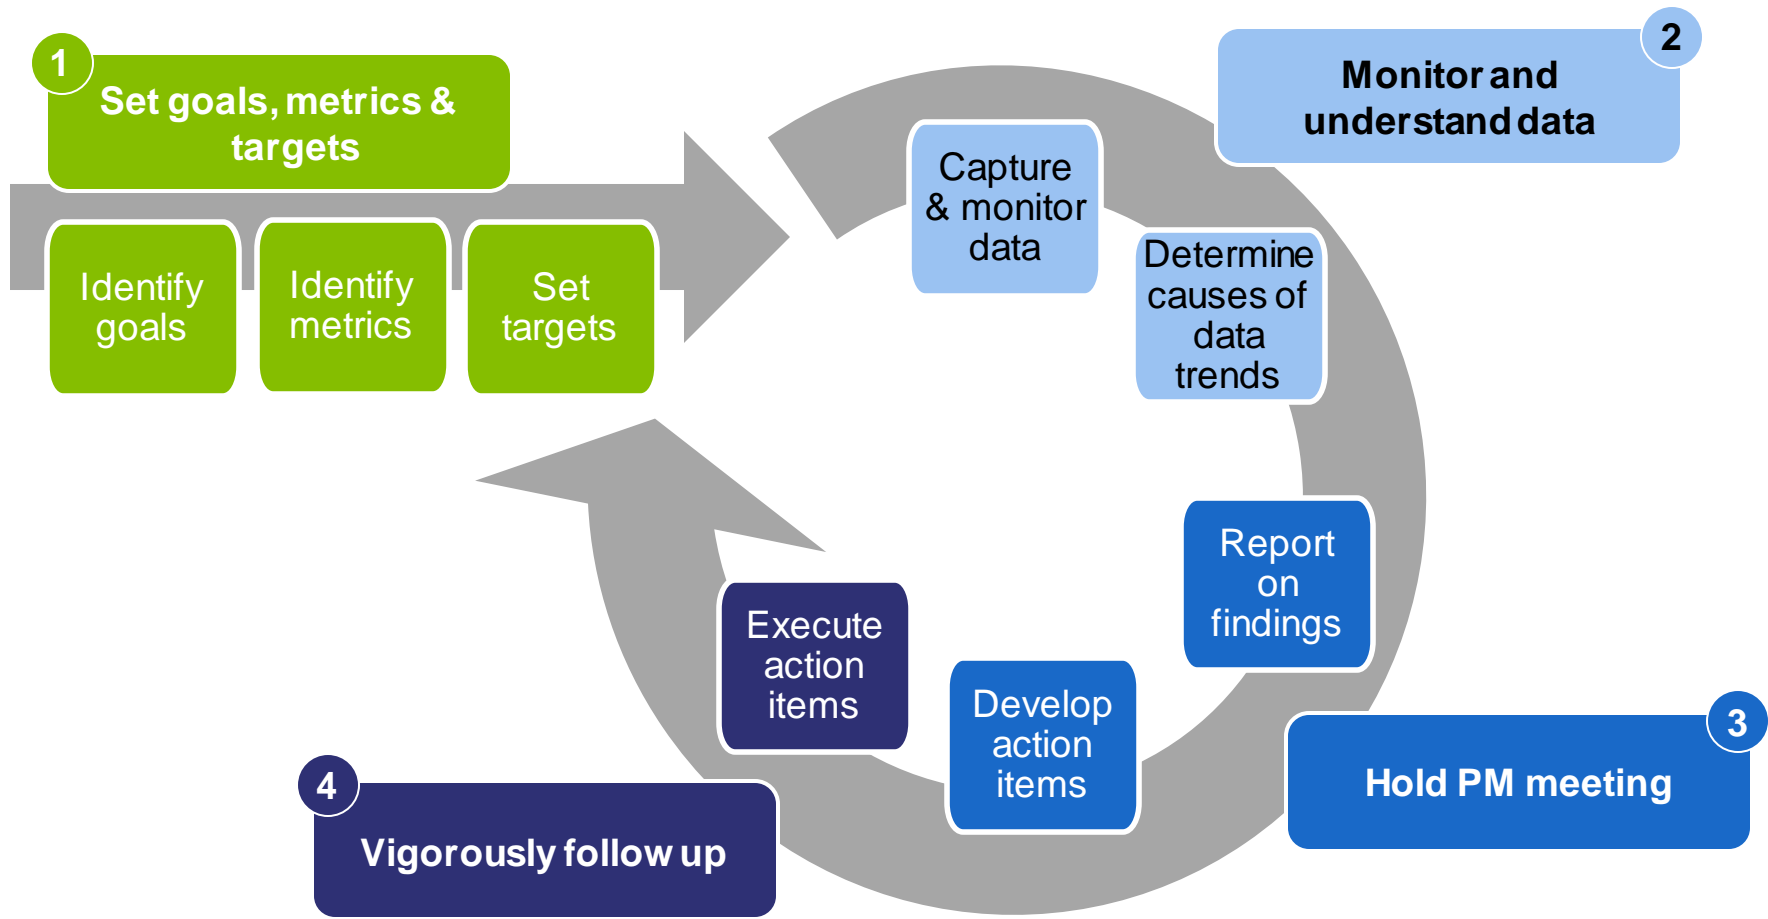 1
Set goals, metrics &
targets
Identify
goals
Identify
metrics
Set
targets
2
Monitor and
understand data
Capture
& monitor
data
Determine
causes of
data
trends
3
Hold PM meeting
Report
on
findings
Develop
action
items
4
Vigorously follow up
Execute
action
items